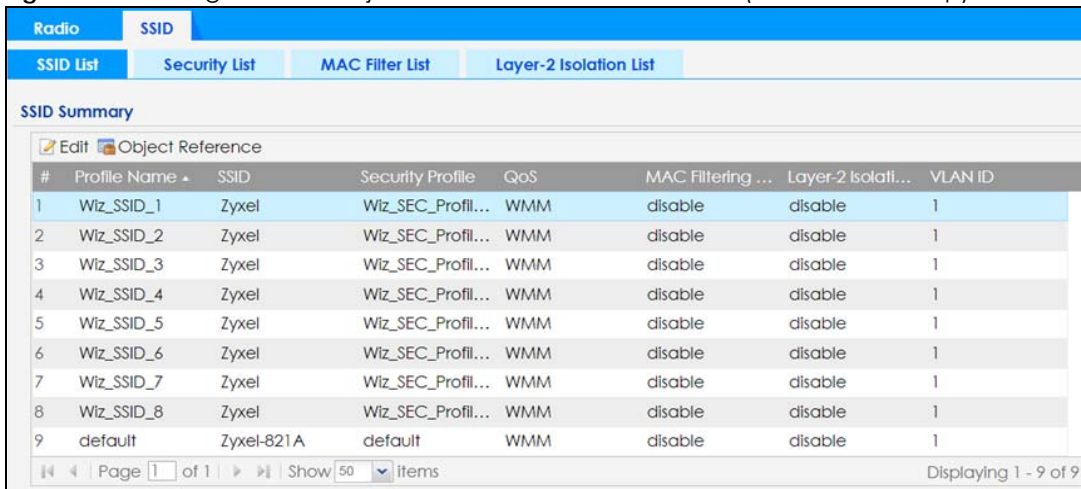 Radio SSID
SSID List Security List MAC Filter List Layer-2 Isolation List
SSID Summary
Edit Object Reference
# Profile Name SSID Security Profile QoS MAC Filtering ... Layer-2 Isolati... VLAN ID
1 Wiz_SSID_1 Zyxel Wiz_SEC_Profil... WMM disable disable 1
2 Wiz_SSID_2 Zyxel Wiz_SEC_Profil... WMM disable disable 1
3 Wiz_SSID_3 Zyxel Wiz_SEC_Profil... WMM disable disable 1
4 Wiz_SSID_4 Zyxel Wiz_SEC_Profil... WMM disable disable 1
5 Wiz_SSID_5 Zyxel Wiz_SEC_Profil... WMM disable disable 1
6 Wiz_SSID_6 Zyxel Wiz_SEC_Profil... WMM disable disable 1
7 Wiz_SSID_7 Zyxel Wiz_SEC_Profil... WMM disable disable 1
8 Wiz_SSID_8 Zyxel Wiz_SEC_Profil... WMM disable disable 1
9 default Zyxel-821A default WMM disable disable 1
Page 1 of 1 Show 50 items Displaying 1 - 9 of 9